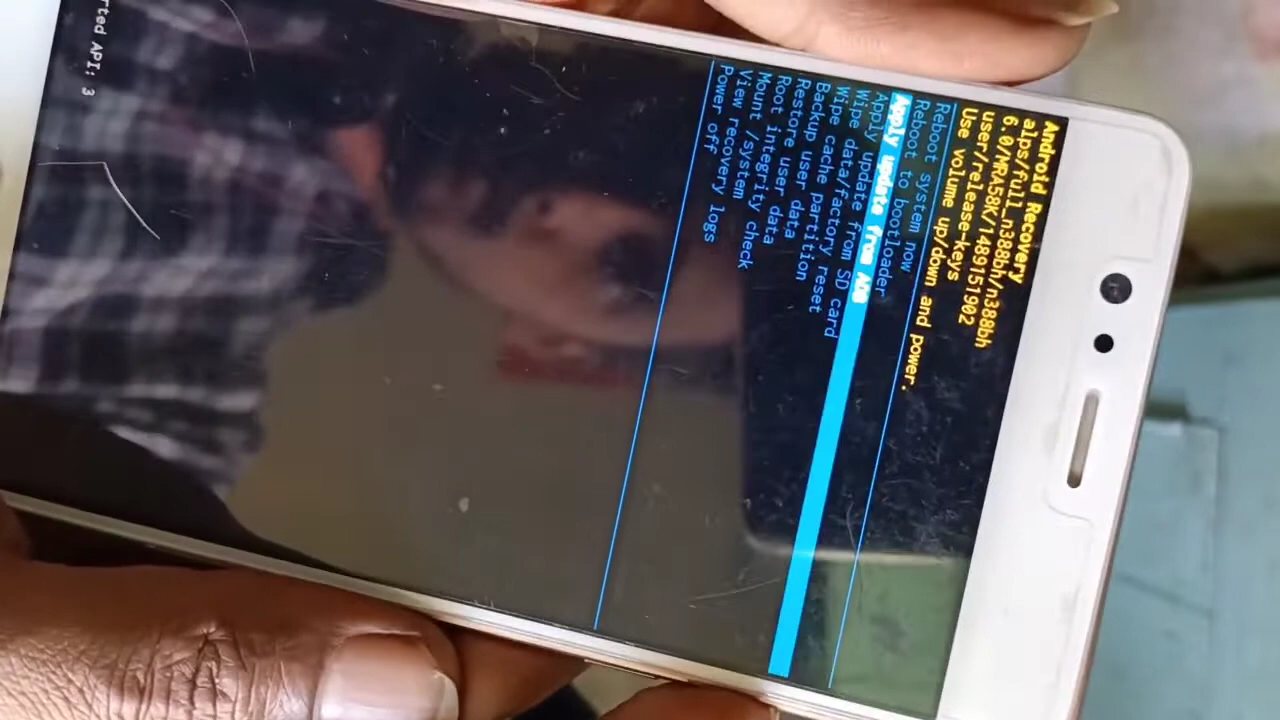 Android Recovery
alps/full_n388bh/n388bh
6.0/MRA58K/1489151902
user/release-keys
Use volume up/down and power.
Reboot system now
Reboot to bootloader
Apply update from ADB
Apply update from SD card
Wipe data/factory reset
Wipe cache partition
Backup user data
Restore user data
Root integrity check
Mount /system
View recovery logs
Power off
rted API: 3